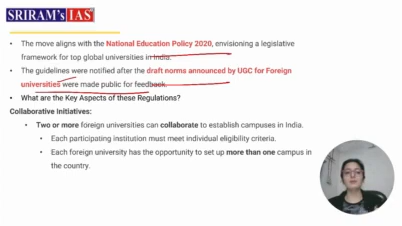 SRIRAM's IAS
• The move aligns with the National Education Policy 2020, envisioning a legislative
framework for top global universities in India.
• The guidelines were notified after the draft norms announced by UGC for Foreign
universities were made public for feedback.
• What are the Key Aspects of these Regulations?
Collaborative Initiatives:
• Two or more foreign universities can collaborate to establish campuses in India.
• Each participating institution must meet individual eligibility criteria.
• Each foreign university has the opportunity to set up more than one campus in
the country.